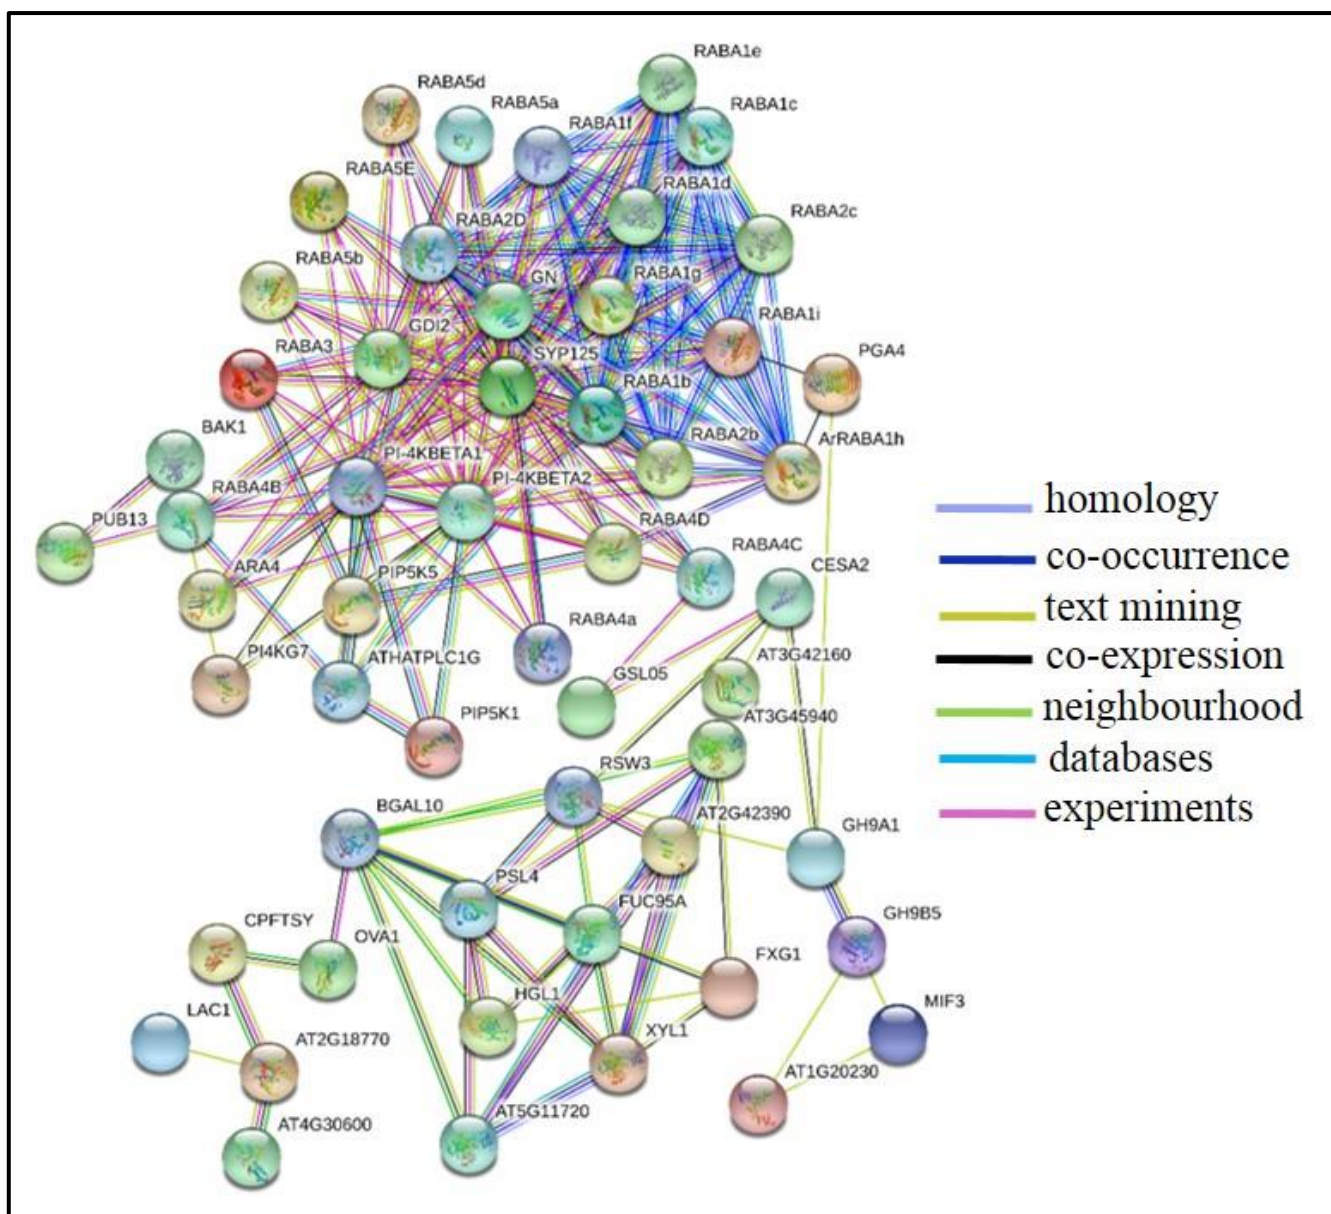 RABA1e
RABA5d
RABA5a
RABA1c
RABA1f
RABA5E
RABA1d
RABA2D
RABA2c
RABA5b
GN
RABA1g
RABA1i
GDI2
RABA3
SYP125
PGA4
RABA1b
BAK1
RABA2b
ArRABA1h
PI-4KBETA1
PI-4KBETA2
RABA4B
PUB13
RABA4D
RABA4C
ARA4
PIP5K5
CESA2
RABA4a
PI4KG7
ATHATPLC1G
AT3G42160
GSL05
PIP5K1
AT3G45940
RSW3
BGAL10
AT2G42390
GH9A1
PSL4
FUC95A
CPFTSY
OVA1
GH9B5
FXG1
HGL1
MIF3
LAC1
XYL1
AT2G18770
AT1G20230
AT5G11720
AT4G30600
homology
co-occurrence
text mining
co-expression
neighbourhood
databases
experiments